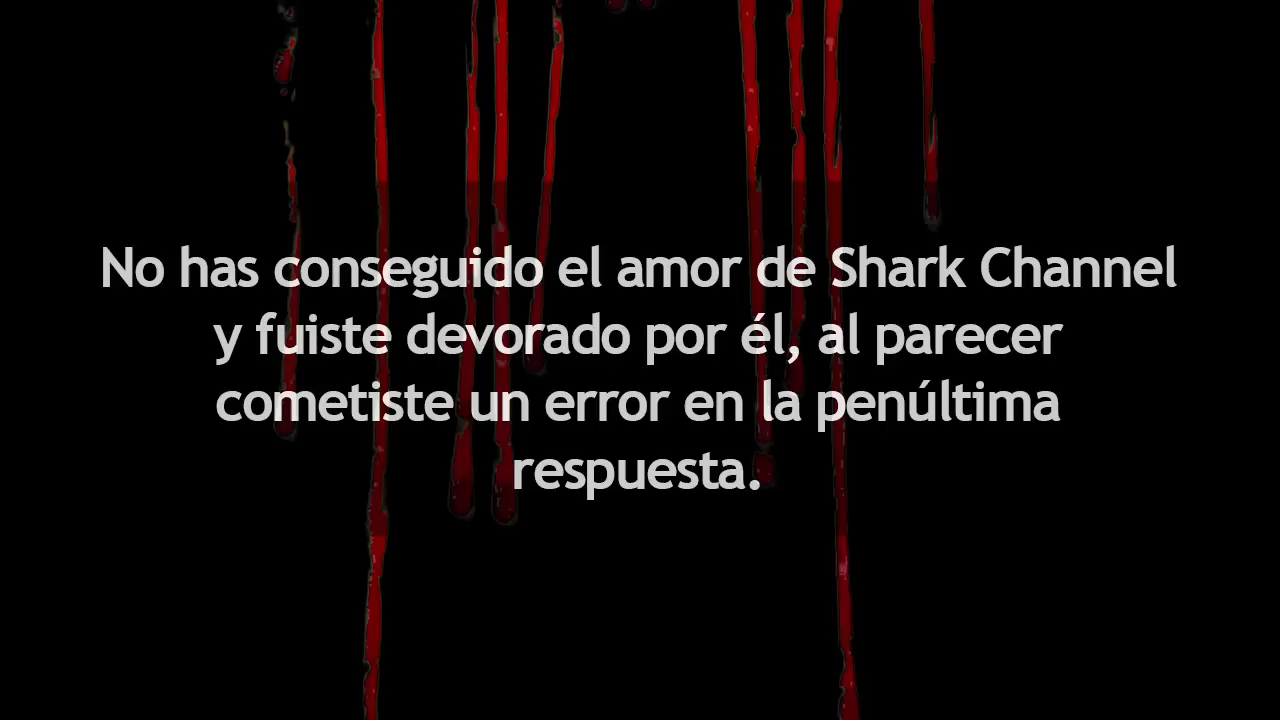 No has conseguido el amor de Shark Channel
y fuiste devorado por él, al parecer
cometiste un error en la penúltima
respuesta.